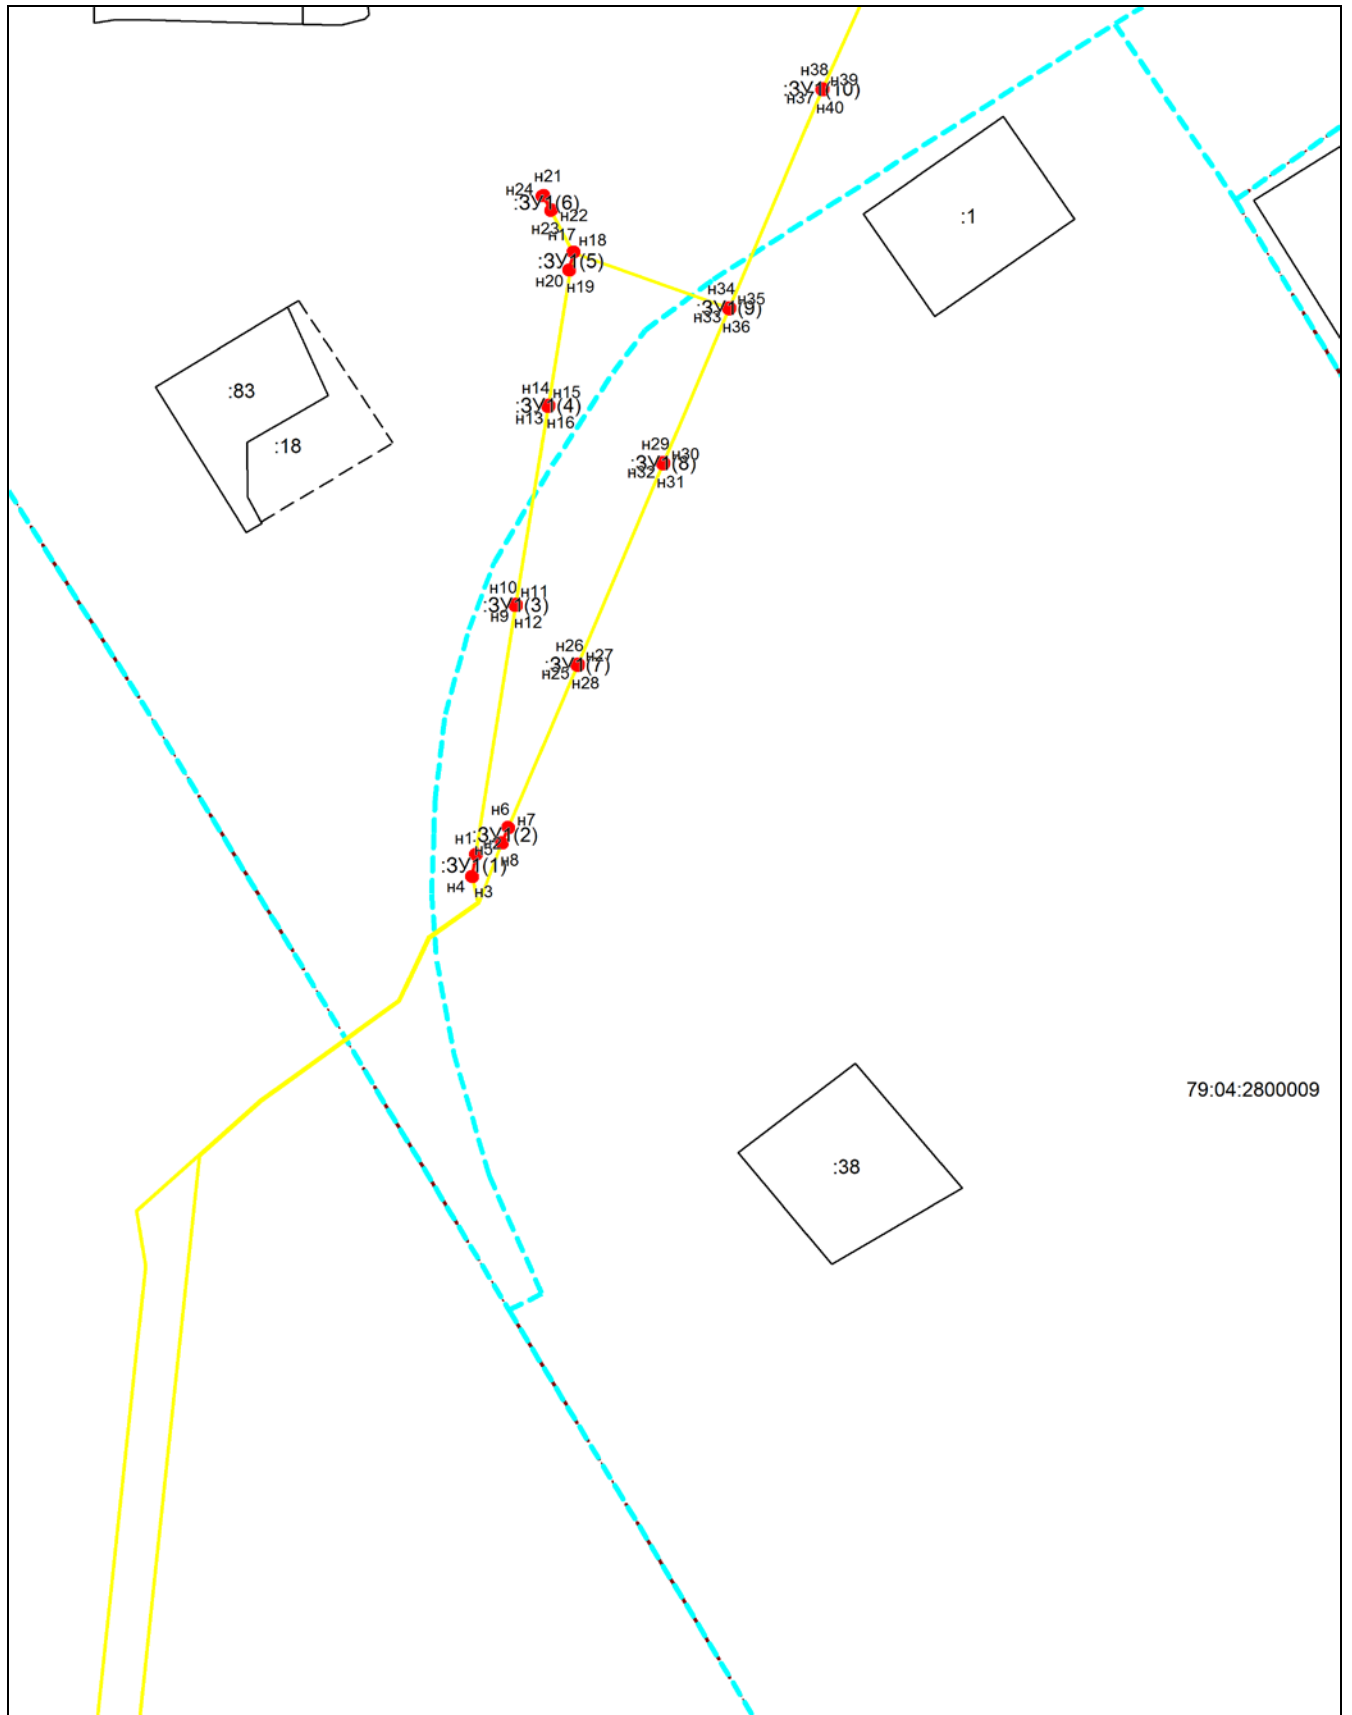 н38
н39
:ЗУ1(10)
н37
н40
н21
н24
:ЗУ1(6)
н22
н23
н17
н18
:ЗУ1(5)
н20
н19
:1
н34
н35
:ЗУ1(9)
н33
н36
:83
н14
н15
:ЗУ1(4)
н13
н16
:18
н29
н30
:ЗУ1(8)
н32
н31
н10
н11
:ЗУ1(3)
н9
н12
н26
н27
:ЗУ1(7)
н25
н28
н6
н7
:ЗУ1(2)
н1
н2
н5
н8
:ЗУ1(1)
н4
н3
79:04:2800009
:38